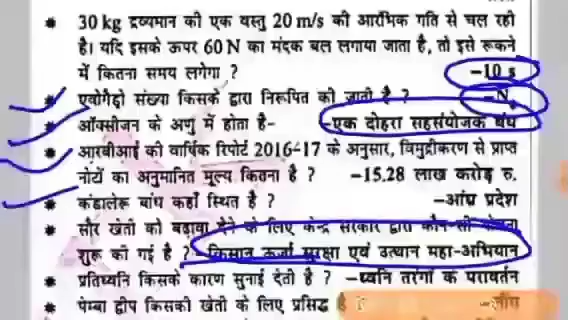 * 30 kg द्रव्यमान की एक वस्तु 20 m/s की आरंभिक गति से चल रही
है। यदि इसके ऊपर 60 N का मंदक बल लगाया जाता है, तो इसे रूकने
में कितना समय लगेगा ? –10 s
* एवोगैड्रो संख्या किसके द्वारा निरूपित की जाती है ? –N
* ऑक्सीजन के अणु में होता है- -एक दोहरा सहसंयोजक बंध
* आरबीआई की वार्षिक रिपोर्ट 2016-17 के अनुसार, विमुद्रीकरण से प्राप्त
नोटों का अनुमानित मूल्य कितना है ? –15.28 लाख करोड़ रु.
* कंडालेरू बांध कहाँ स्थित है ? –आंध्र प्रदेश
* सौर खेती को बढ़ावा देने के लिए केन्द्र सरकार द्वारा कौन-सी
शुरू की गई है ? –किसान ऊर्जा सुरक्षा एवं उत्थान महा-अभियान
* प्रतिध्वनि किसके कारण सुनाई देती है ? –ध्वनि तरंगों के परावर्तन
* पेम्बा द्वीप किसकी खेती के लिए प्रसिद्ध है –लौंग